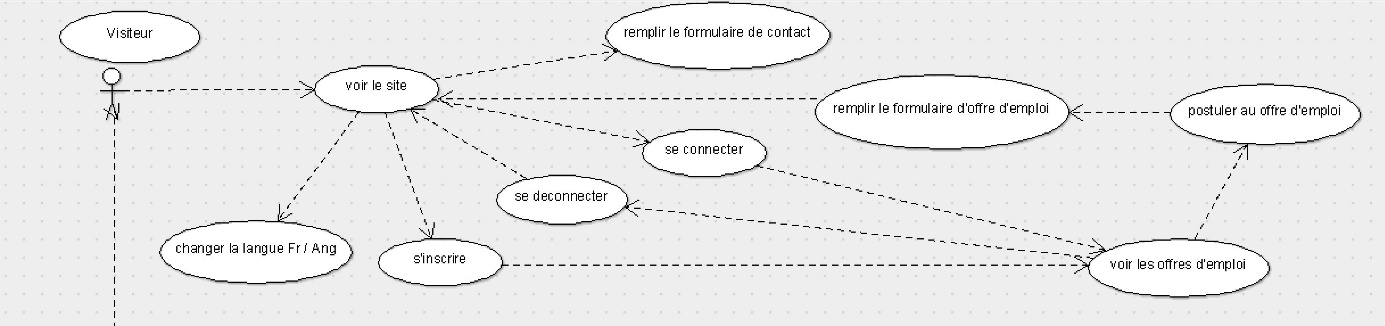 Visiteur
remplir le formulaire de contact
voir le site
remplir le formulaire d'offre d'emploi
postuler au offre d'emploi
se connecter
se deconnecter
changer la langue Fr / Ang
s'inscrire
voir les offres d'emploi